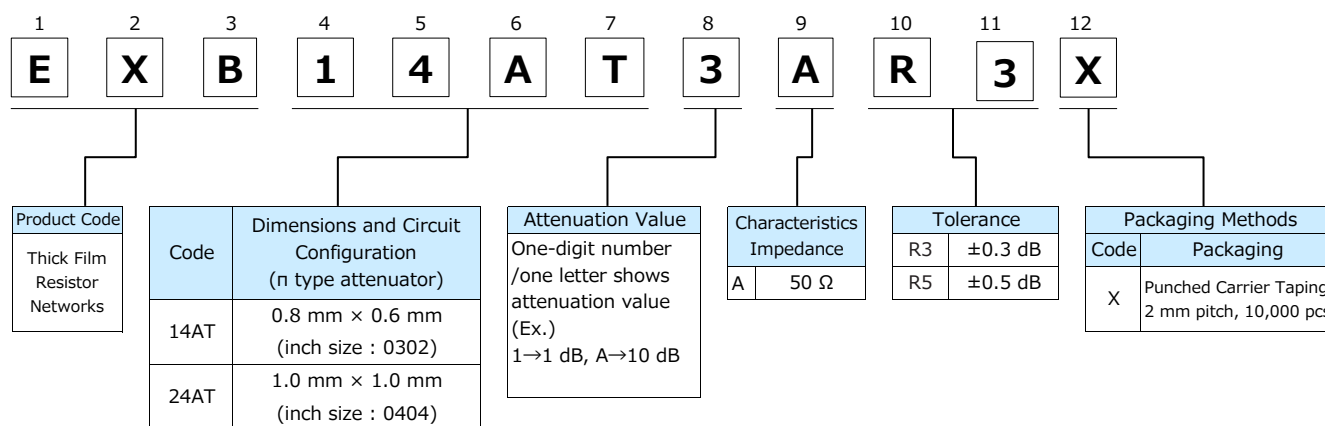 1 2 3 4 5 6 7 8 9 10 11 12
E X B 1 4 A T 3 A R 3 X
Product Code
Thick Film
Resistor
Networks
Code
Dimensions and Circuit
Configuration
(π type attenuator)
14AT
0.8 mm × 0.6 mm
(inch size : 0302)
24AT
1.0 mm × 1.0 mm
(inch size : 0404)
Attenuation Value
One-digit number
/one letter shows
attenuation value
(Ex.)
1→1 dB, A→10 dB
Characteristics
Impedance
A 50 Ω
Tolerance
R3 ±0.3 dB
R5 ±0.5 dB
Packaging Methods
Code Packaging
X
Punched Carrier Taping
2 mm pitch, 10,000 pcs